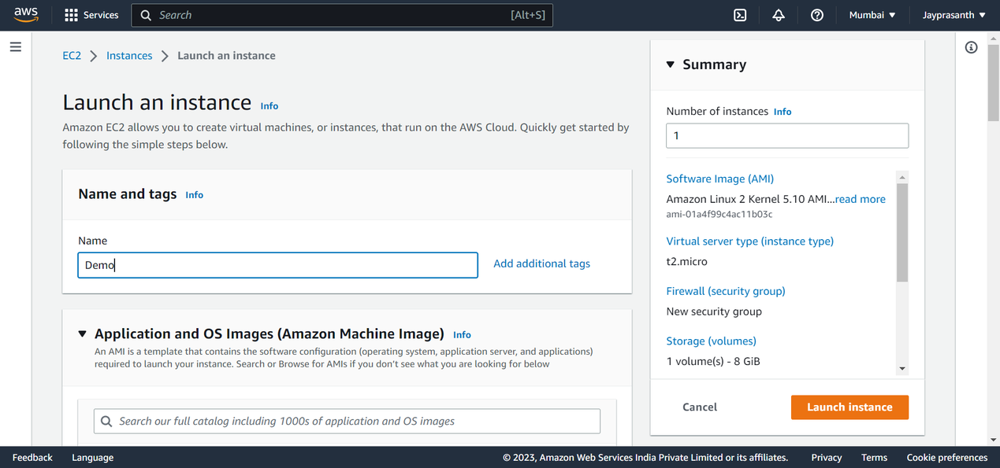 aws
Services
Search
[Alt+S]
Mumbai
Jayprasanth
EC2
Instances
Launch an instance
Launch an instance Info
Amazon EC2 allows you to create virtual machines, or instances, that run on the AWS Cloud. Quickly get started by
following the simple steps below.
Name and tags Info
Name
Demo
Add additional tags
Application and OS Images (Amazon Machine Image) Info
An AMI is a template that contains the software configuration (operating system, application server, and applications)
required to launch your instance. Search or Browse for AMIs if you don't see what you are looking for below
Search our full catalog including 1000s of application and OS images
Summary
Number of instances Info
1
Software Image (AMI)
Amazon Linux 2 Kernel 5.10 AMI...read more
ami-01a4f99c4ac11b03c
Virtual server type (instance type)
t2.micro
Firewall (security group)
New security group
Storage (volumes)
1 volume(s) - 8 GiB
Cancel
Launch instance
Feedback
Language
© 2023, Amazon Web Services India Private Limited or its affiliates.
Privacy
Terms
Cookie preferences